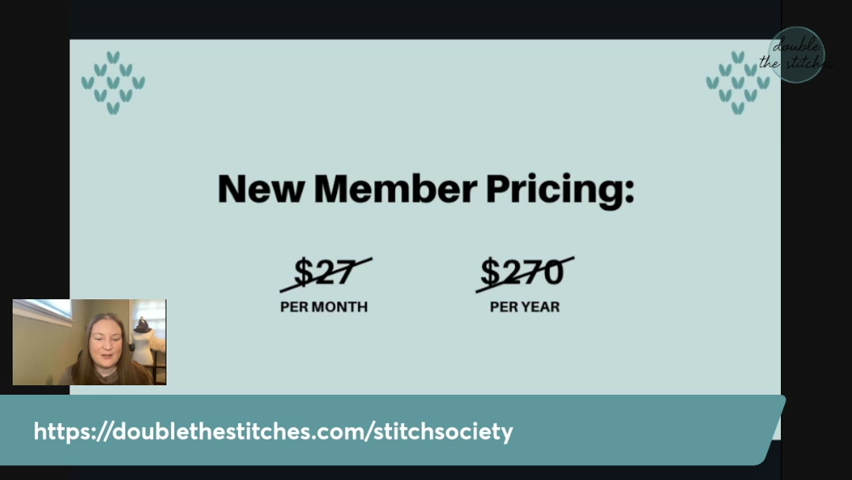 double
the stitches
New Member Pricing:
$27 $270
PER MONTH PER YEAR
https://doublethestitches.com/stitchsociety